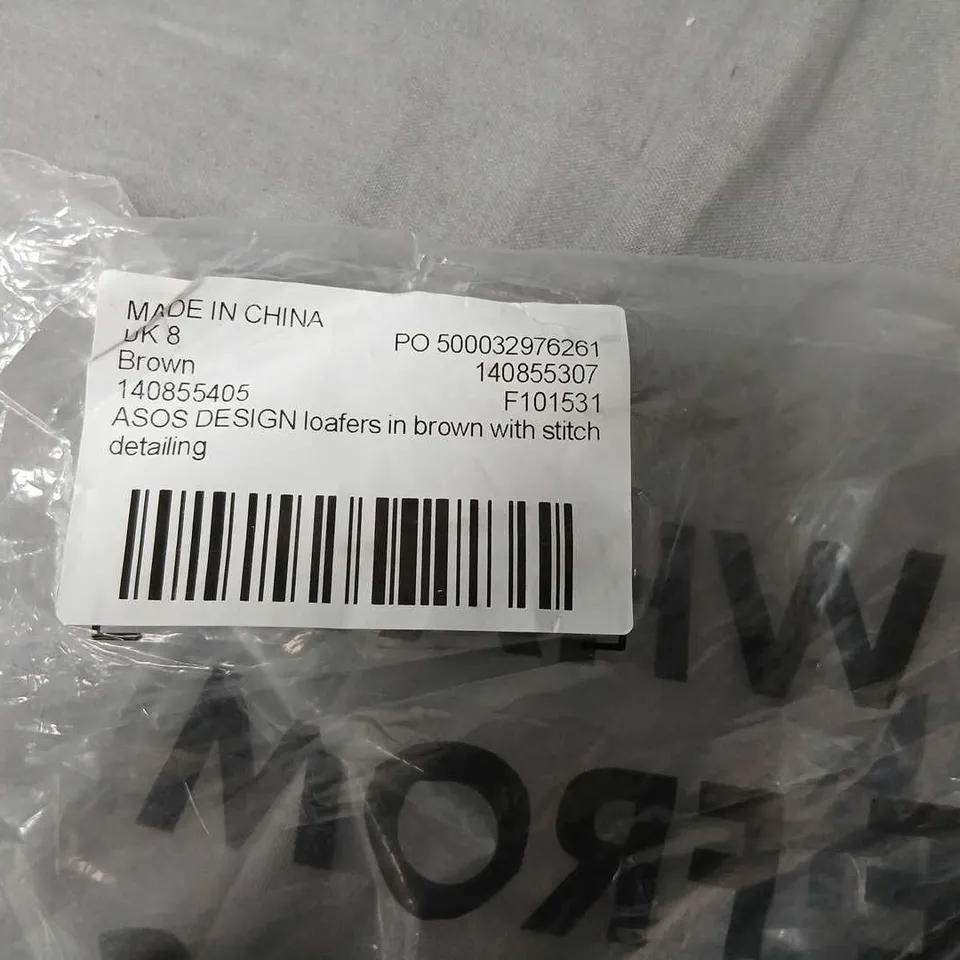 MADE IN CHINA
UK 8
PO 500032976261
Brown
140855307
140855405
F101531
ASOS DESIGN loafers in brown with stitch
detailing
FROM